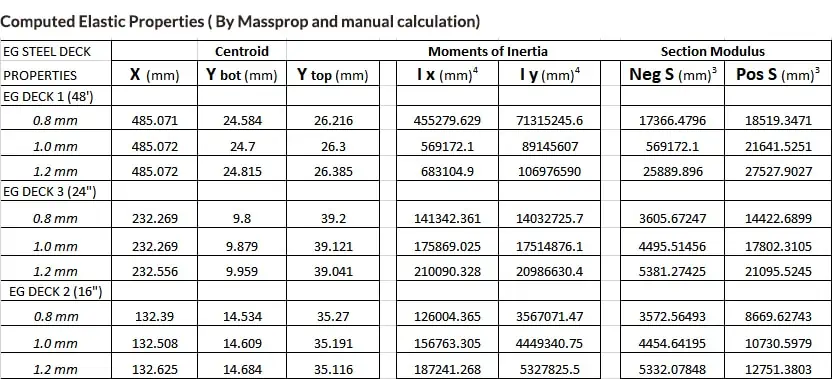 Computed Elastic Properties ( By Massprop and manual calculation)
EG STEEL DECK Centroid Moments of Inertia Section Modulus
PROPERTIES X (mm) Y bot (mm) Y top (mm) I x (mm)⁴ I y (mm)⁴ Neg S (mm)³ Pos S (mm)³
EG DECK 1 (48')
0.8 mm 485.071 24.584 26.216 455279.629 71315245.6 17366.4796 18519.3471
1.0 mm 485.072 24.7 26.3 569172.1 89145607 569172.1 21641.5251
1.2 mm 485.072 24.815 26.385 683104.9 106976590 25889.896 27527.9027
EG DECK 3 (24")
0.8 mm 232.269 9.8 39.2 141342.361 14032725.7 3605.67247 14422.6899
1.0 mm 232.269 9.879 39.121 175869.025 17514876.1 4495.51456 17802.3105
1.2 mm 232.556 9.959 39.041 210090.328 20986630.4 5381.27425 21095.5245
EG DECK 2 (16")
0.8 mm 132.39 14.534 35.27 126004.365 3567071.47 3572.56493 8669.62743
1.0 mm 132.508 14.609 35.191 156763.305 4449340.75 4454.64195 10730.5979
1.2 mm 132.625 14.684 35.116 187241.268 5327825.5 5332.07848 12751.3803